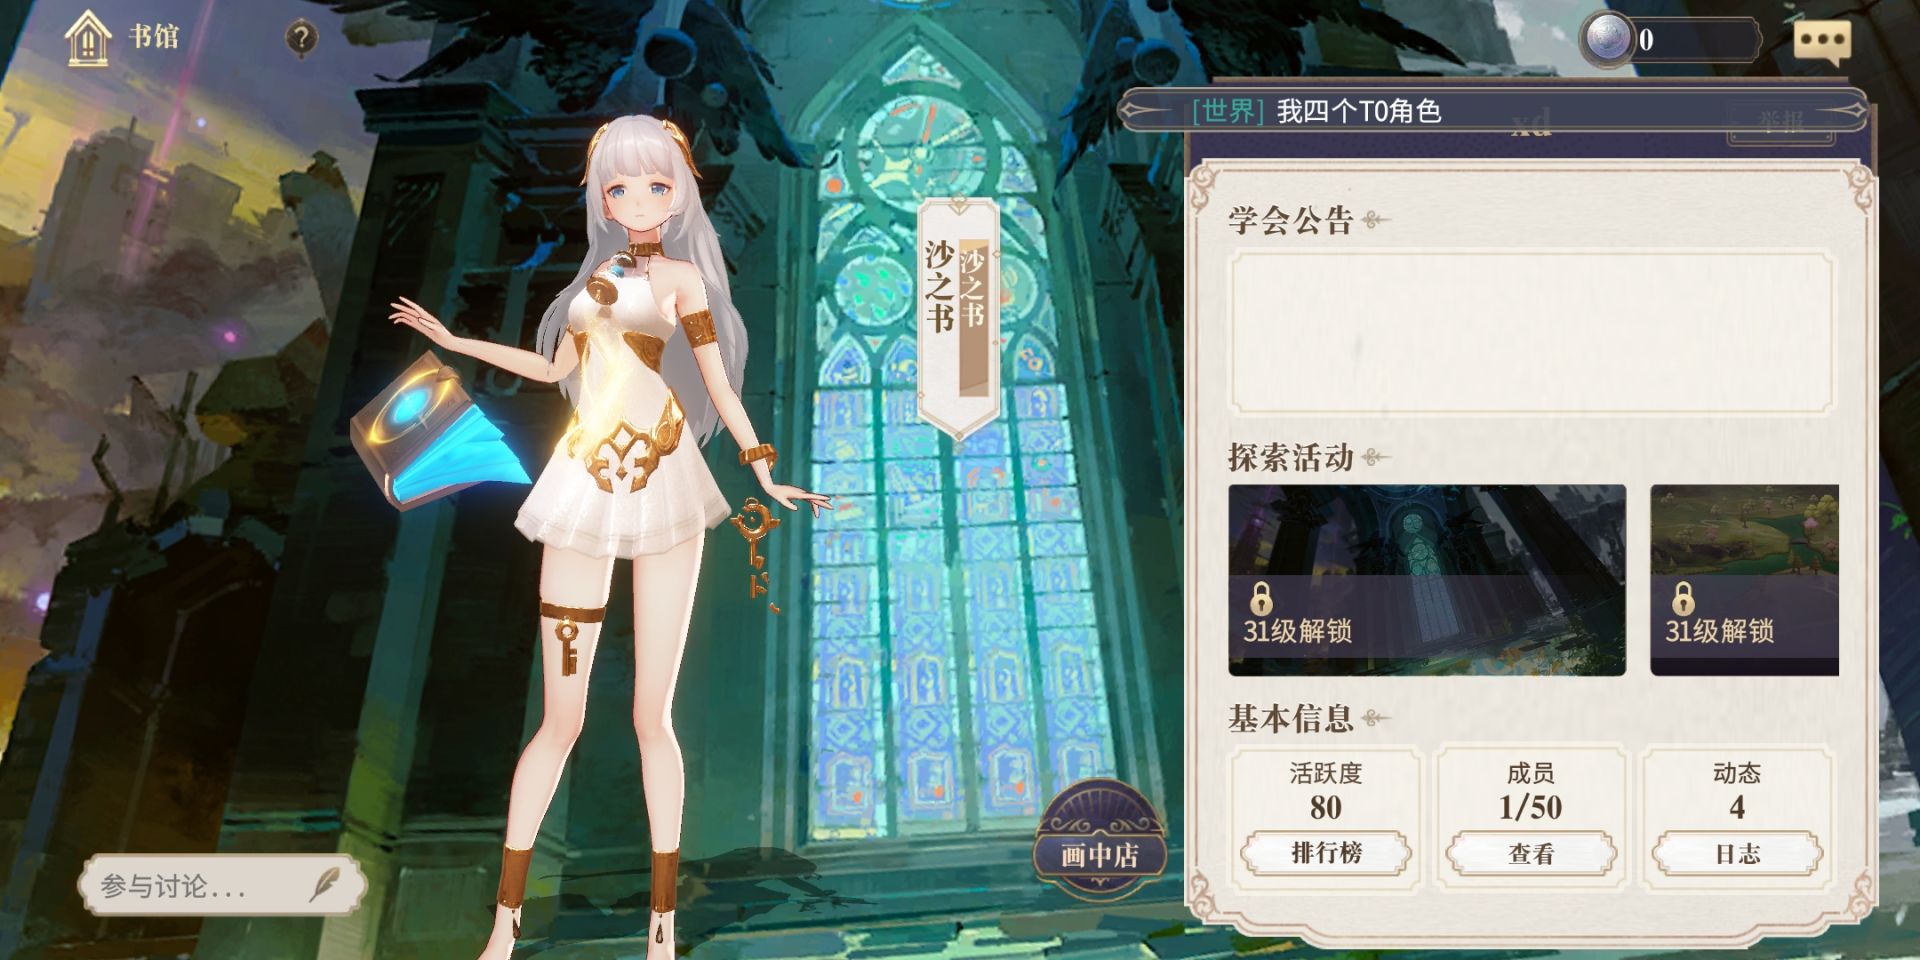 书馆
?
0
[世界] 我四个T0角色
xd
举报
沙之书
沙之书
学会公告
探索活动
31级解锁
31级解锁
基本信息
活跃度
80
排行榜
成员
1/50
查看
动态
4
日志
画中店
参与讨论...